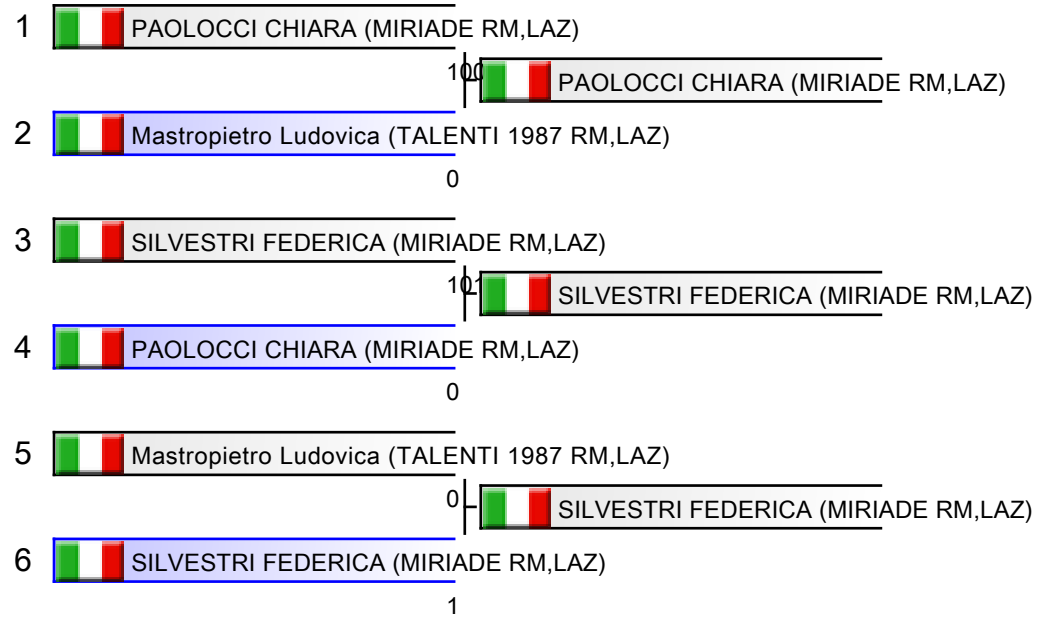 1 PAOLOCCI CHIARA (MIRIADE RM,LAZ)
100
PAOLOCCI CHIARA (MIRIADE RM,LAZ)
2 Mastropietro Ludovica (TALENTI 1987 RM,LAZ)
0
3 SILVESTRI FEDERICA (MIRIADE RM,LAZ)
101
SILVESTRI FEDERICA (MIRIADE RM,LAZ)
4 PAOLOCCI CHIARA (MIRIADE RM,LAZ)
0
5 Mastropietro Ludovica (TALENTI 1987 RM,LAZ)
0
SILVESTRI FEDERICA (MIRIADE RM,LAZ)
6 SILVESTRI FEDERICA (MIRIADE RM,LAZ)
1